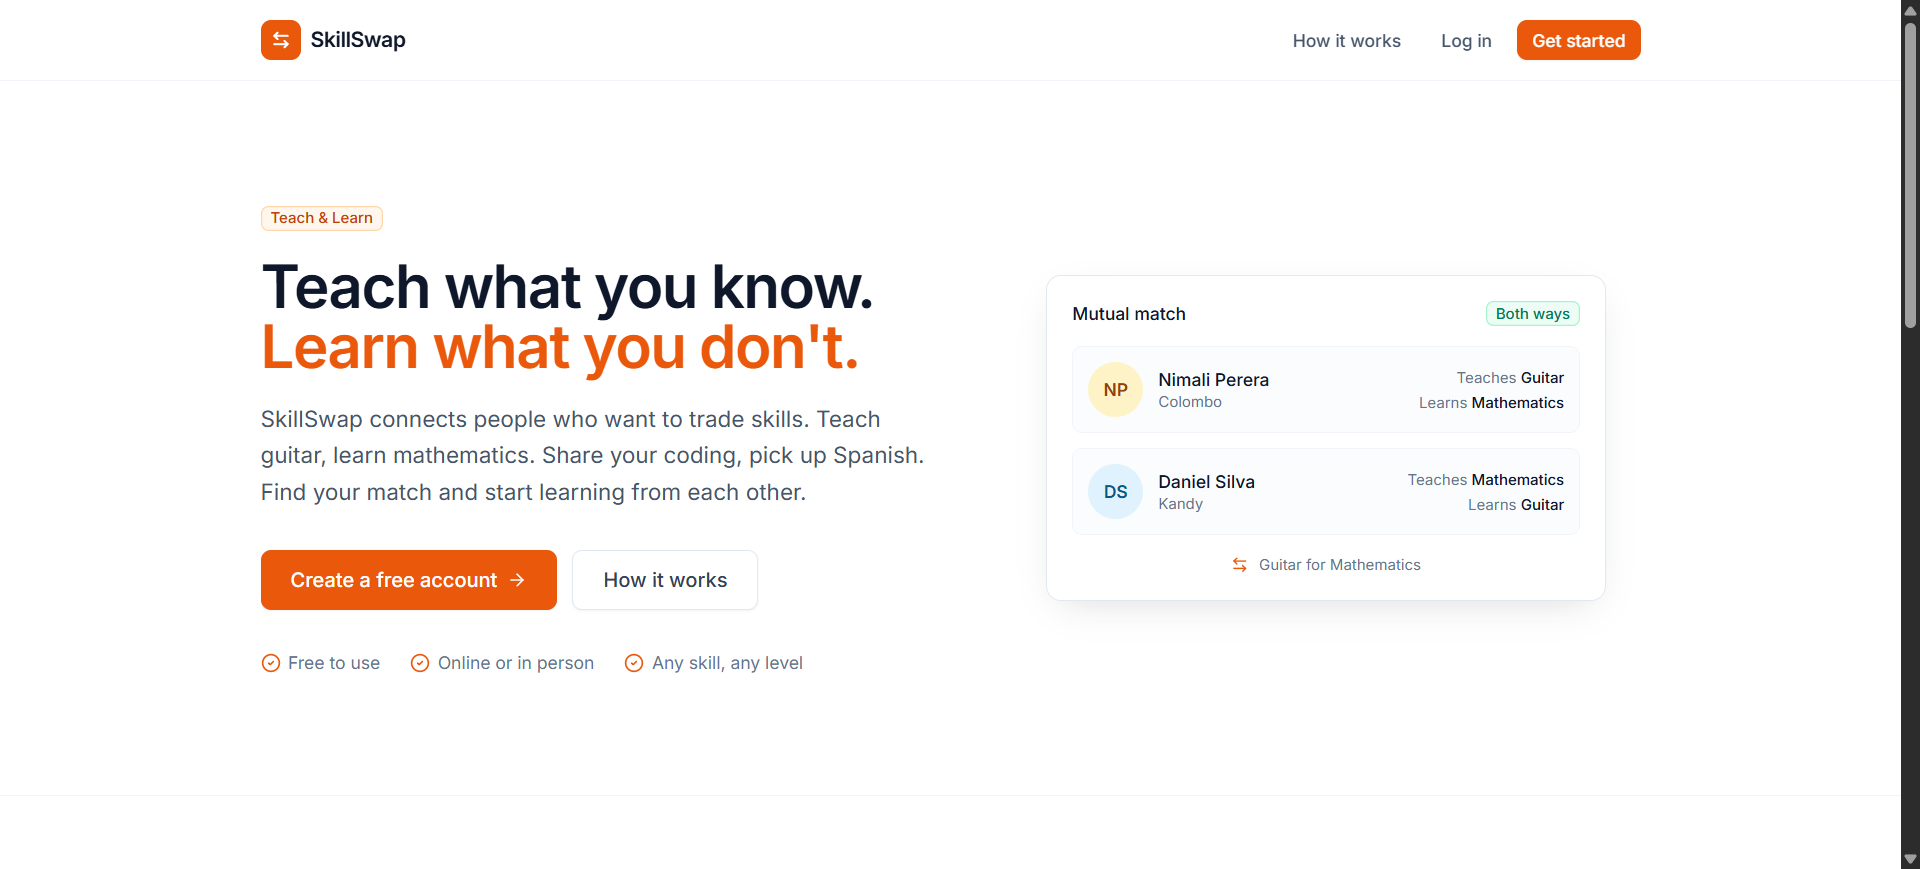 SkillSwap
How it works
Log in
Get started
Teach & Learn
Teach what you know.
Learn what you don't.
SkillSwap connects people who want to trade skills. Teach
guitar, learn mathematics. Share your coding, pick up Spanish.
Find your match and start learning from each other.
Create a free account
How it works
Free to use
Online or in person
Any skill, any level
Mutual match
Both ways
NP
Nimali Perera
Colombo
Teaches Guitar
Learns Mathematics
DS
Daniel Silva
Kandy
Teaches Mathematics
Learns Guitar
Guitar for Mathematics